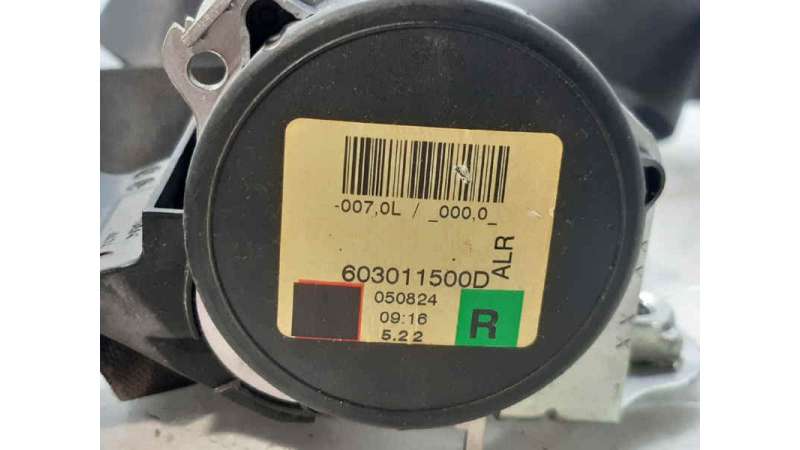 -007,0L / _000,0_
ALR
603011500D
050824
09:16
5.22
R